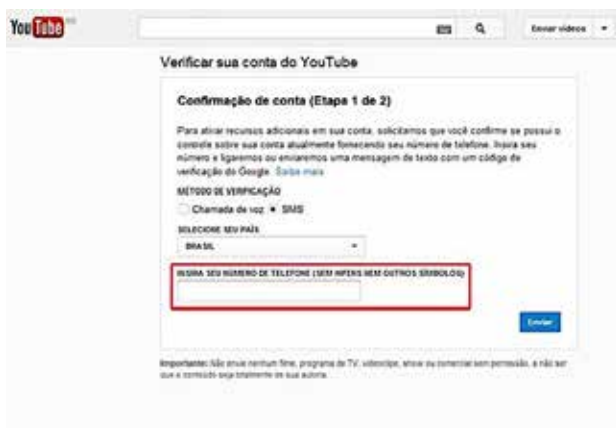 YouTube
Enviar vídeos
Verificar sua conta do YouTube
Confirmação de conta (Etapa 1 de 2)
Para ativar recursos adicionais em sua conta, solicitamos que você confirme se possui o
controle sobre sua conta atualmente fornecendo seu número de telefone. Insira seu
número e ligaremos ou enviaremos uma mensagem de texto com um código de
verificação do Google. Saiba mais
MÉTODO DE VERIFICAÇÃO
Chamada de voz SMS
SELECIONE SEU PAÍS
BRASIL
INSIRA SEU NÚMERO DE TELEFONE (SEM HIFENS NEM OUTROS SÍMBOLOS)
Enviar
Importante: Não envie nenhum filme, programa de TV, videoclipe, show ou comercial sem permissão, a não ser
que o conteúdo seja totalmente de sua autoria.